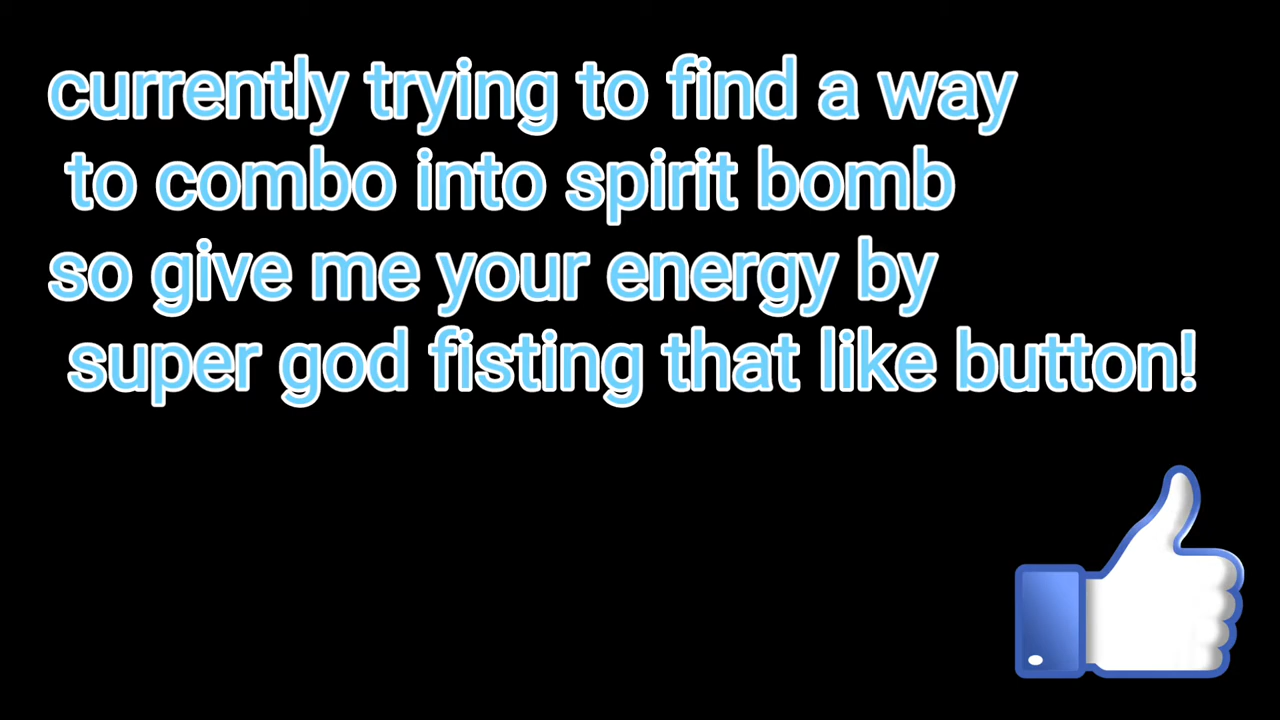 currently trying to find a way
to combo into spirit bomb
so give me your energy by
super god fisting that like button!